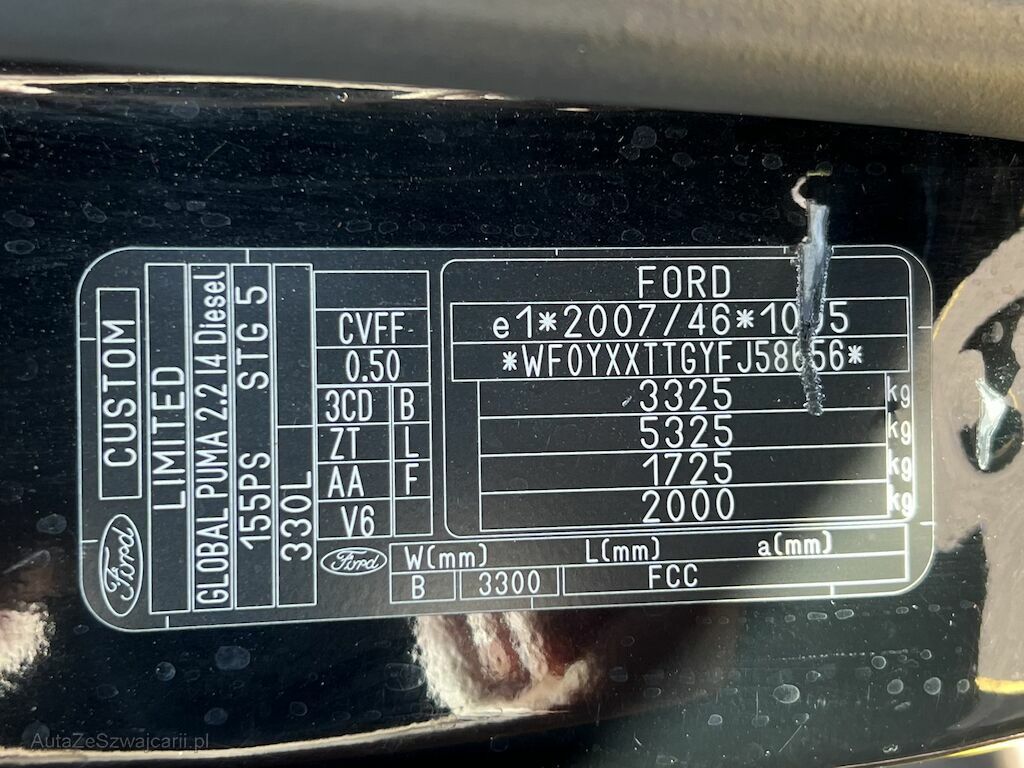 CUSTOM
LIMITED
GLOBAL PUMA 2.2 I4 Diesel
155PS STG 5
330L
Ford
CVFF
0.50
3CD B
ZT L
AA F
V6
Ford
FORD
*WF0YXXTTGYFJ58656*
3325 kg
5325 kg
1725 kg
2000 kg
W(mm) L(mm) a(mm)
B 3300 FCC
AutaZeSzwajcarii.pl